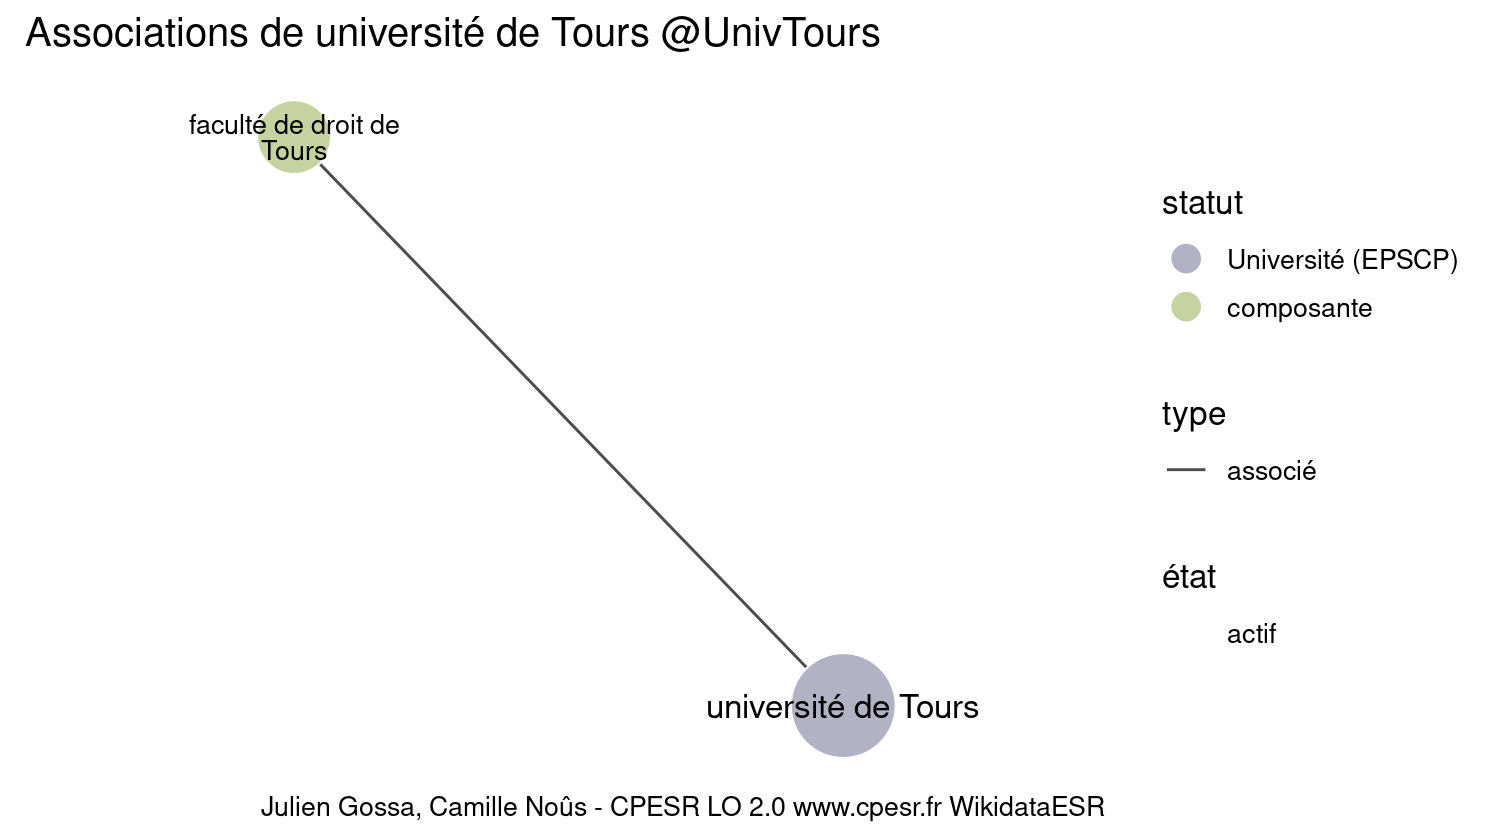 Associations de université de Tours @UnivTours
faculté de droit de
Tours
université de Tours
statut
Université (EPSCP)
composante
type
associé
état
actif
Julien Gossa, Camille Noûs - CPESR LO 2.0 www.cpesr.fr WikidataESR